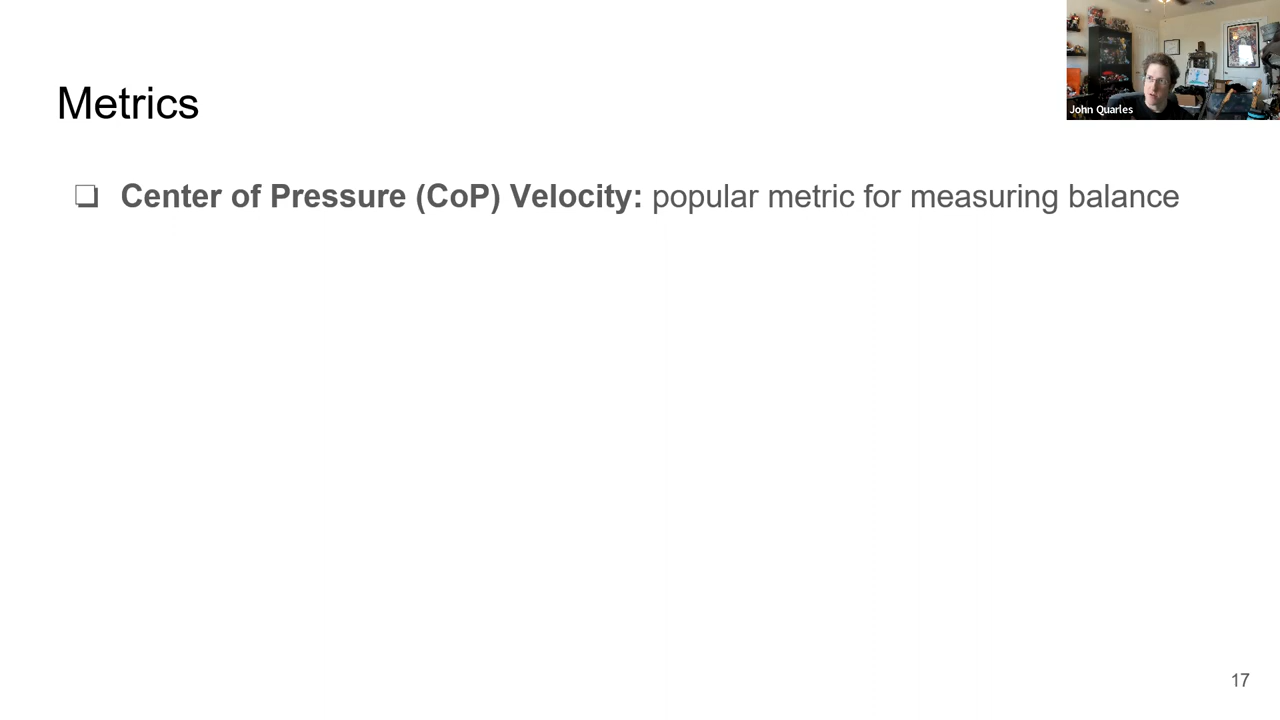 John Quarles
Metrics
❏ Center of Pressure (CoP) Velocity: popular metric for measuring balance
17